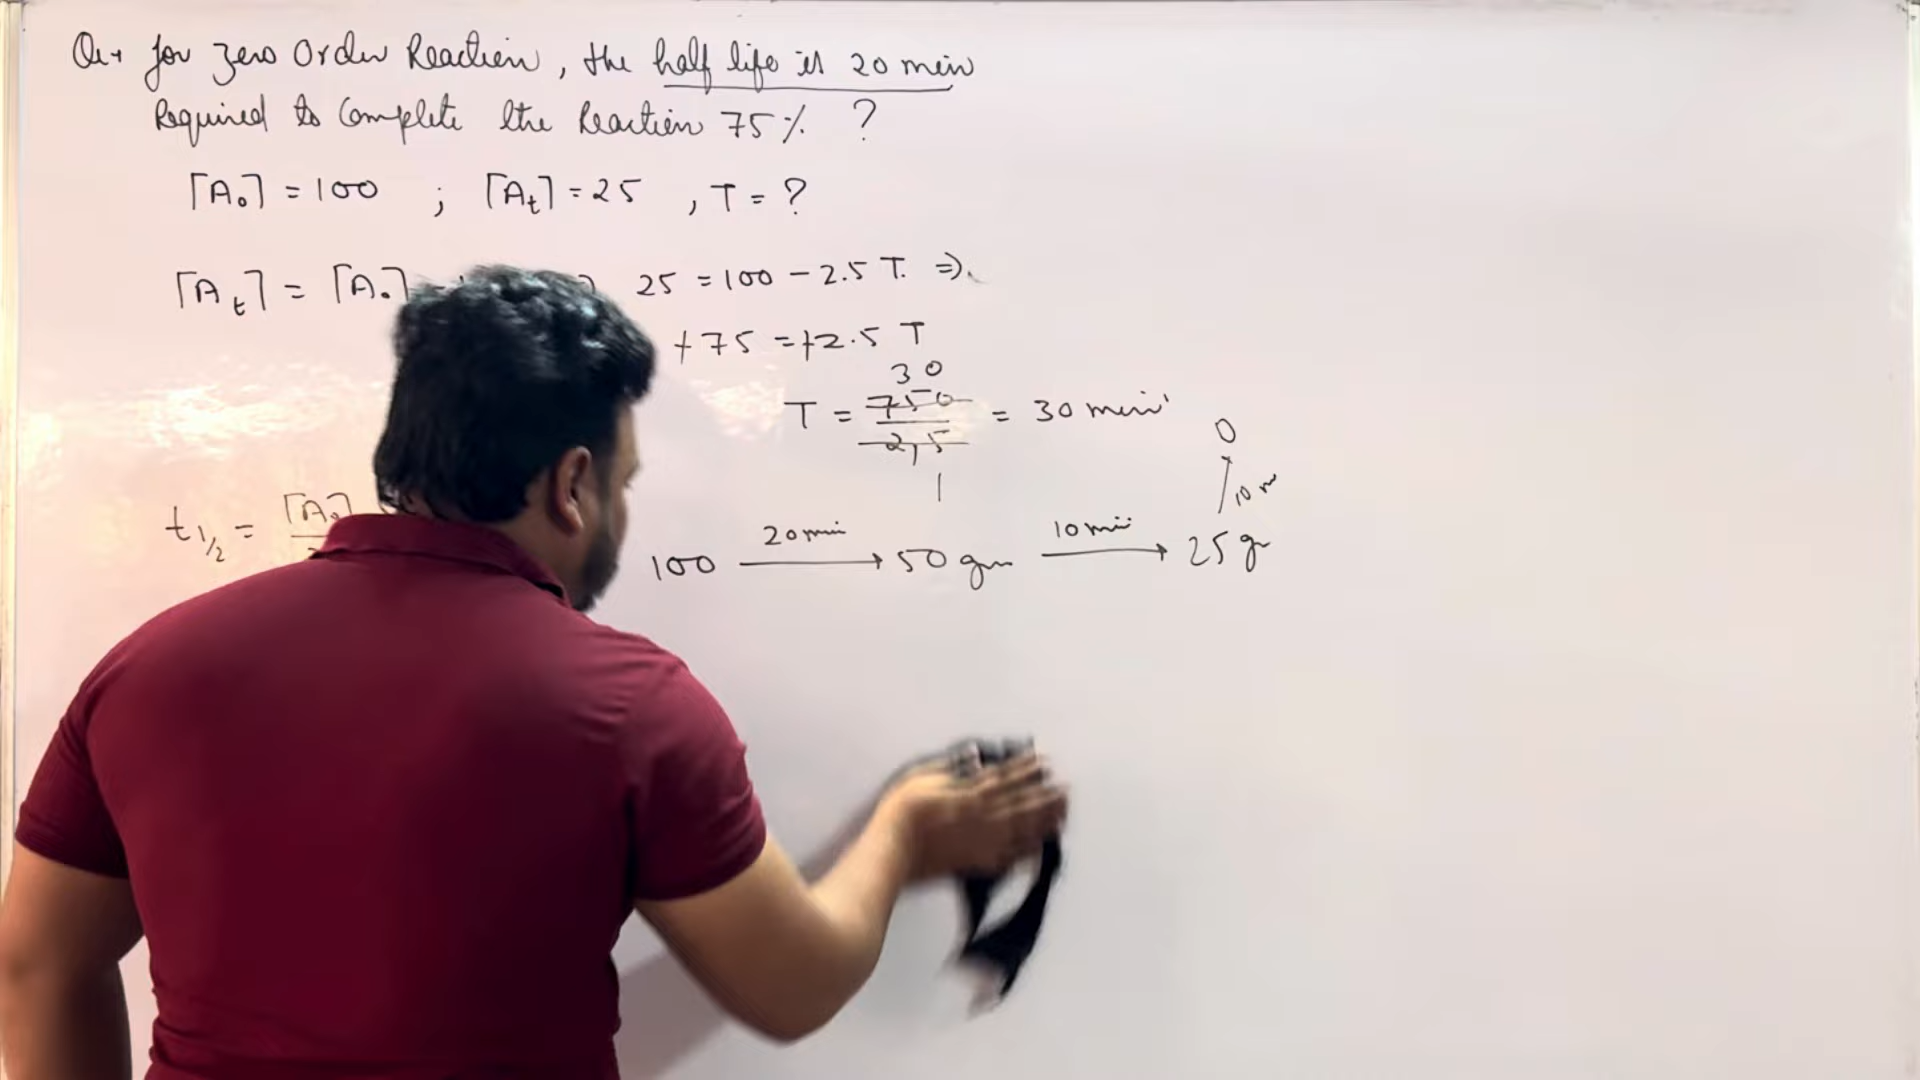 Q:→ for zero Order Reaction, the half life is 20 min
Required to Complete the Reaction 75% ?
[A₀] = 100 ; [Aₜ] = 25 , T = ?
[Aₜ] = [A₀] 25 = 100 - 2.5 T. ⇒
+75 = +2.5 T
30
T = 750 / 2,5 = 30 min
1
0
10 m
t₁/₂ = [A₀]
100 20 min → 50 gm 10 min → 25 g